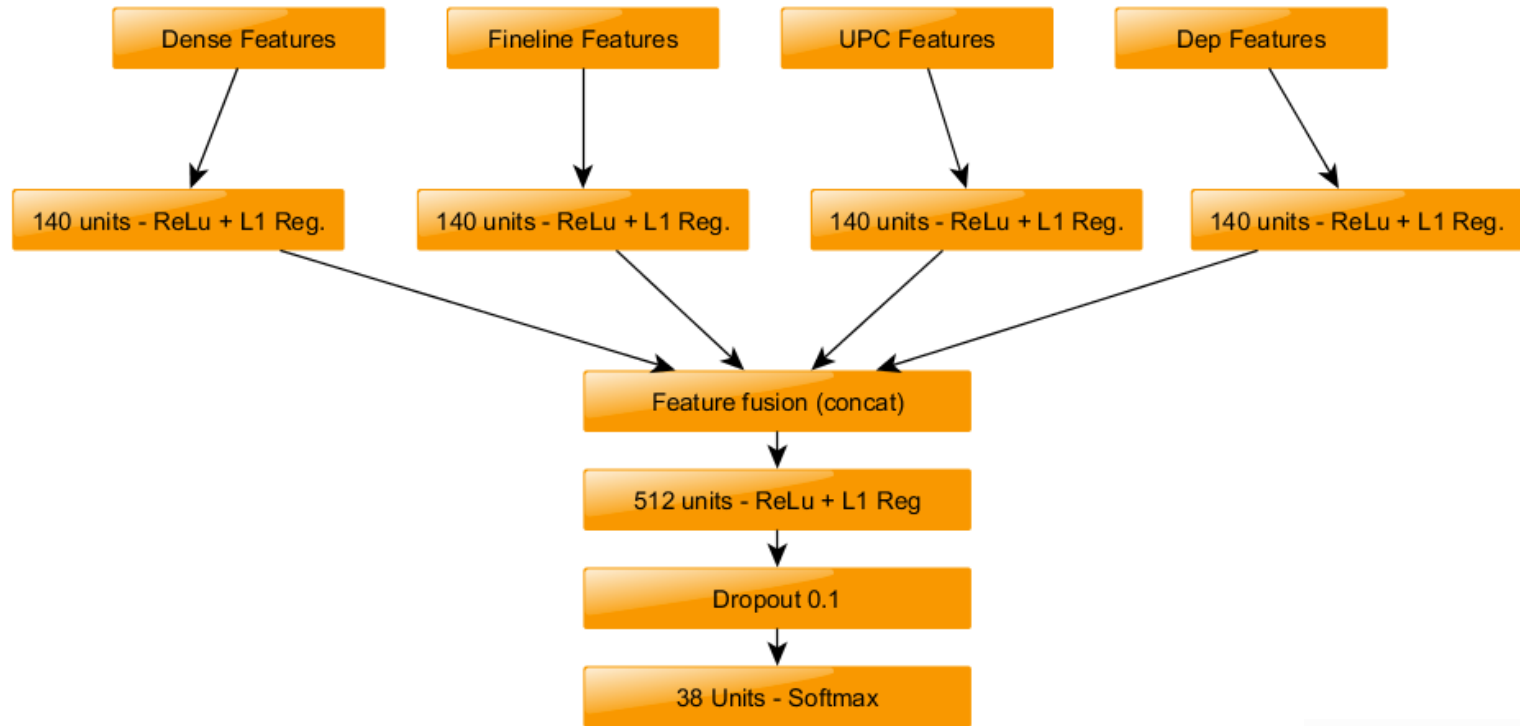 Dense Features
Fineline Features
UPC Features
Dep Features
140 units - ReLu + L1 Reg.
140 units - ReLu + L1 Reg.
140 units - ReLu + L1 Reg.
140 units - ReLu + L1 Reg.
Feature fusion (concat)
512 units - ReLu + L1 Reg
Dropout 0.1
38 Units - Softmax